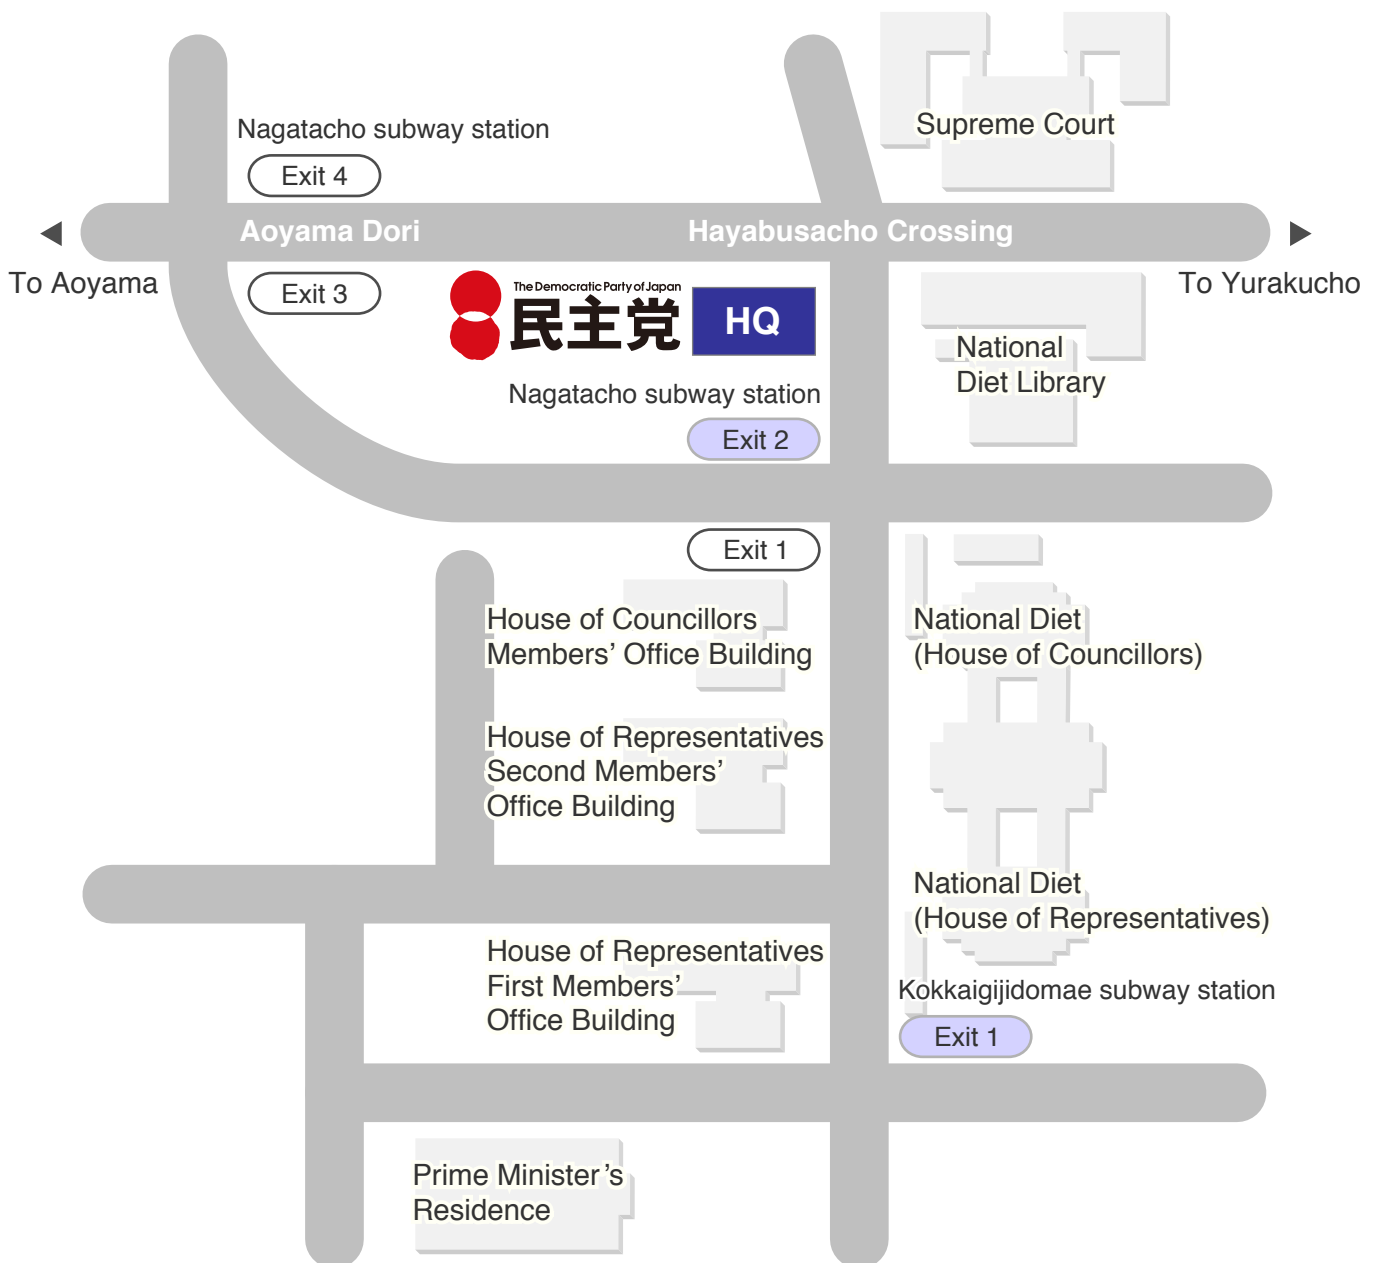 Supreme Court
Nagatacho subway station
Exit 4
Aoyama Dori
Hayabusacho Crossing
To Aoyama
To Yurakucho
Exit 3
The Democratic Party of Japan
民主党
HQ
National
Diet Library
Nagatacho subway station
Exit 2
Exit 1
House of Councillors
Members’ Office Building
National Diet
(House of Councillors)
House of Representatives
Second Members’
Office Building
National Diet
(House of Representatives)
House of Representatives
First Members’
Office Building
Kokkaigijidomae subway station
Exit 1
Prime Minister’s
Residence